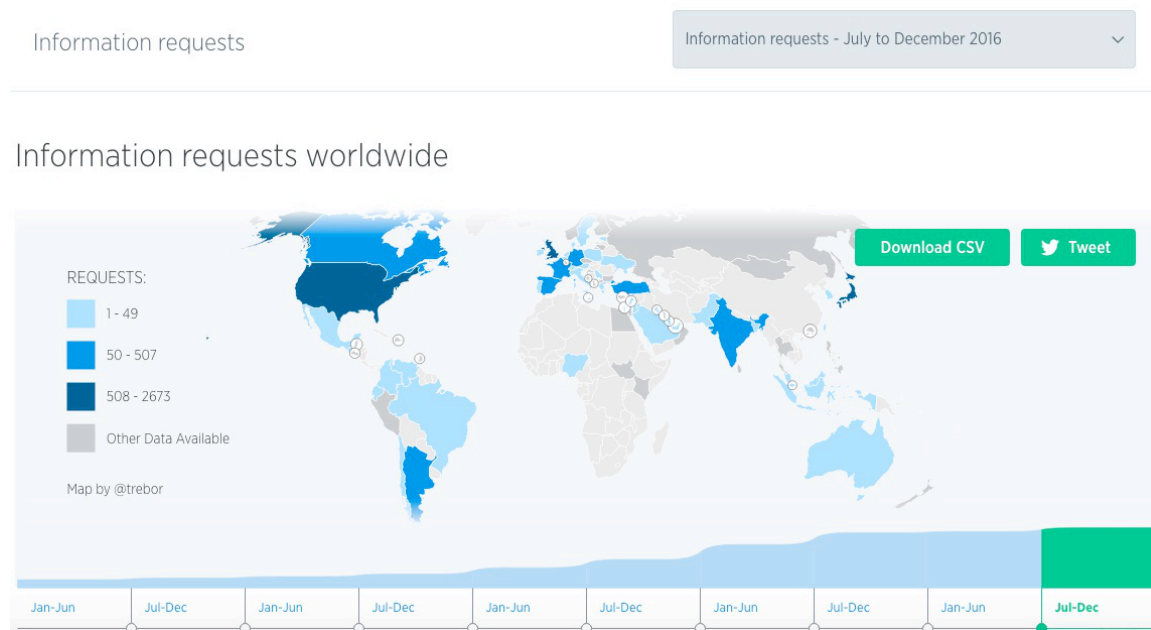 Information requests
Information requests - July to December 2016
Information requests worldwide
Download CSV
Tweet
REQUESTS:
1 - 49
50 - 507
508 - 2673
Other Data Available
Map by @trebor
Jan-Jun
Jul-Dec
Jan-Jun
Jul-Dec
Jan-Jun
Jul-Dec
Jan-Jun
Jul-Dec
Jan-Jun
Jul-Dec